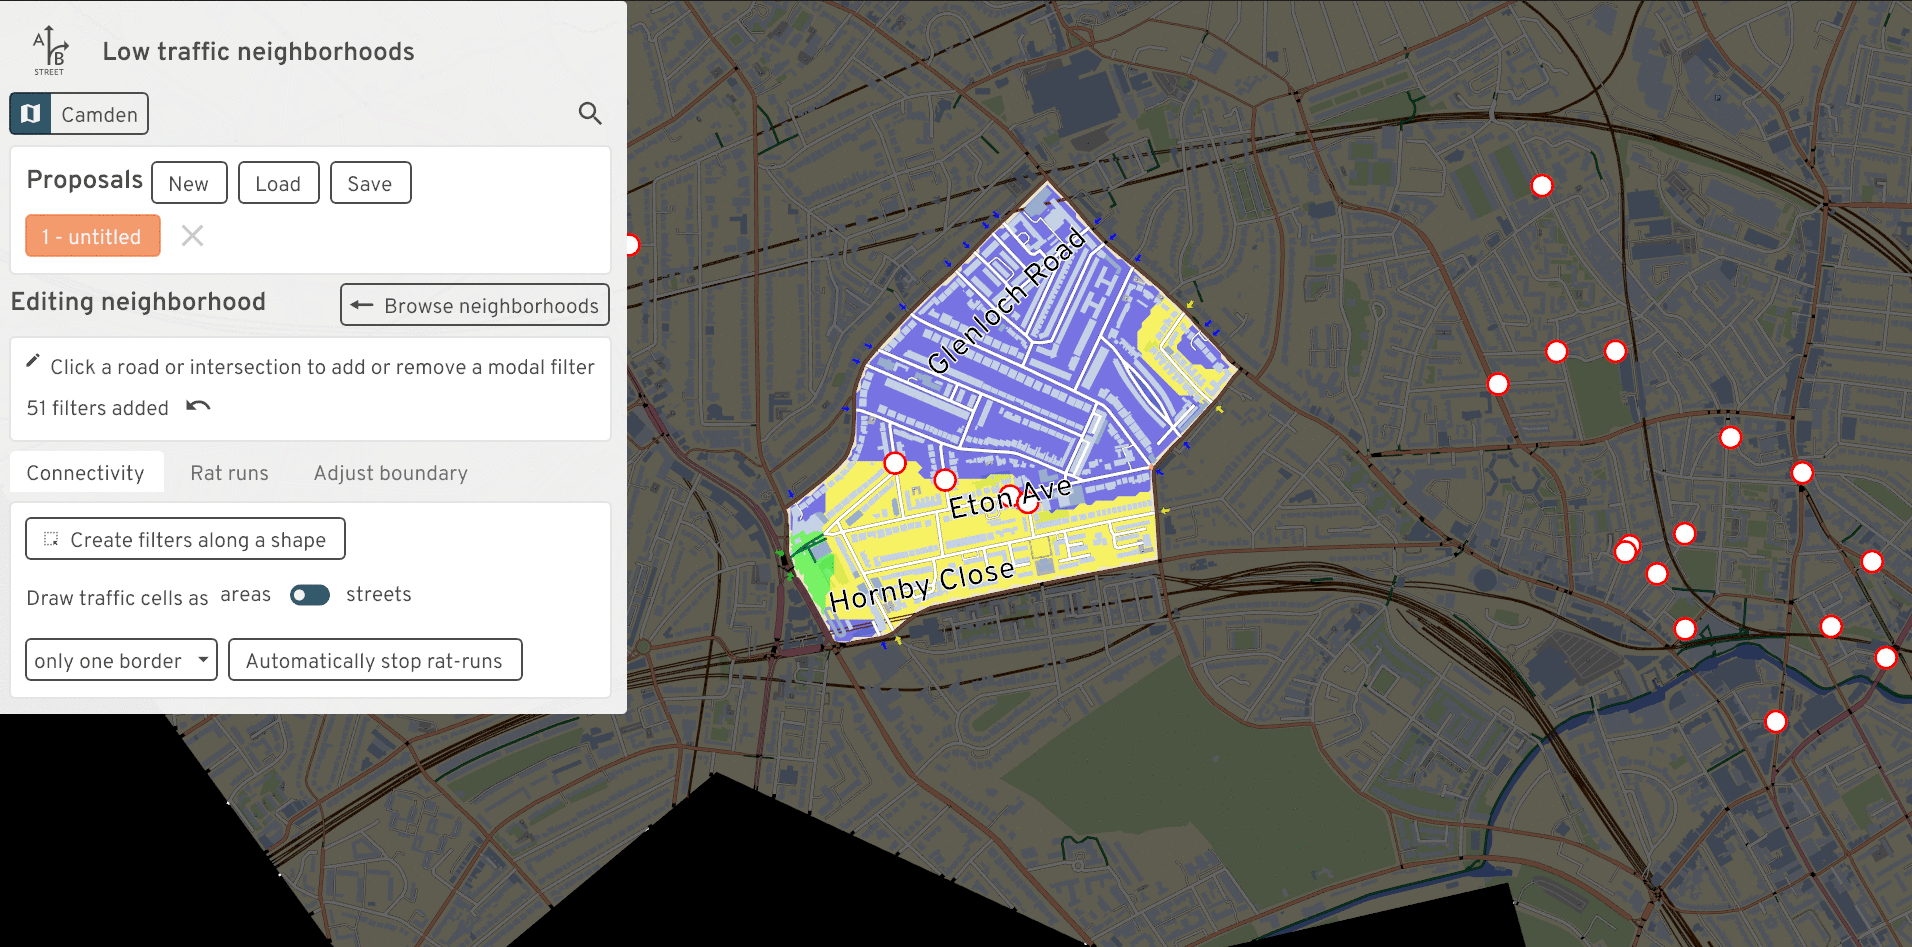 A
B
STREET
Low traffic neighborhoods
Camden
Proposals New Load Save
1 - untitled
Editing neighborhood
Browse neighborhoods
Click a road or intersection to add or remove a modal filter
51 filters added
Connectivity Rat runs Adjust boundary
Create filters along a shape
Draw traffic cells as areas streets
only one border Automatically stop rat-runs
Glenloch Road
Eton Ave
Hornby Close